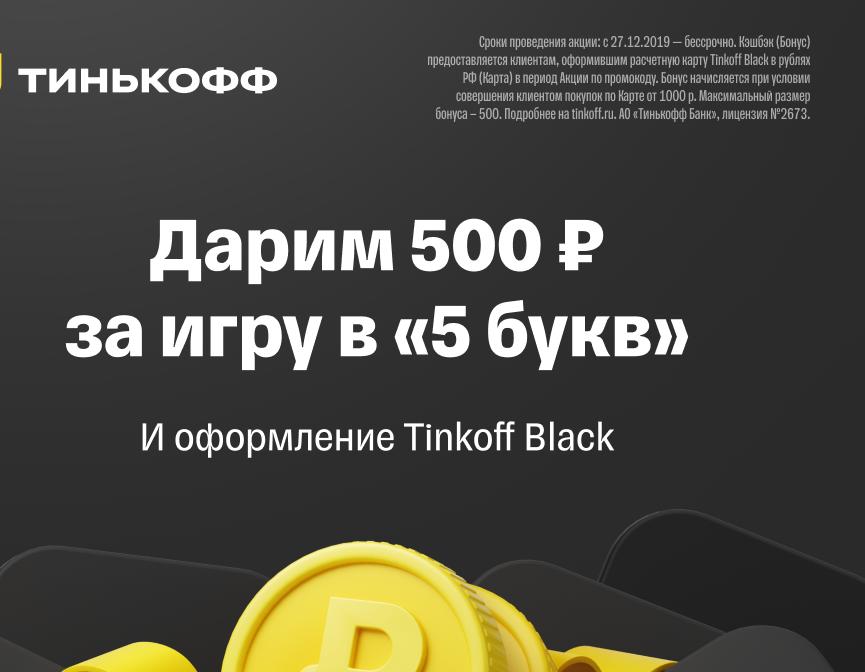 ТИНЬКОФФ
Сроки проведения акции: с 27.12.2019 — бессрочно. Кэшбэк (Бонус)
предоставляется клиентам, оформившим расчетную карту Tinkoff Black в рублях
РФ (Карта) в период Акции по промокоду. Бонус начисляется при условии
совершения клиентом покупок по Карте от 1000 р. Максимальный размер
бонуса – 500. Подробнее на tinkoff.ru. АО «Тинькофф Банк», лицензия №2673.
Дарим 500 ₽
за игру в «5 букв»
И оформление Tinkoff Black